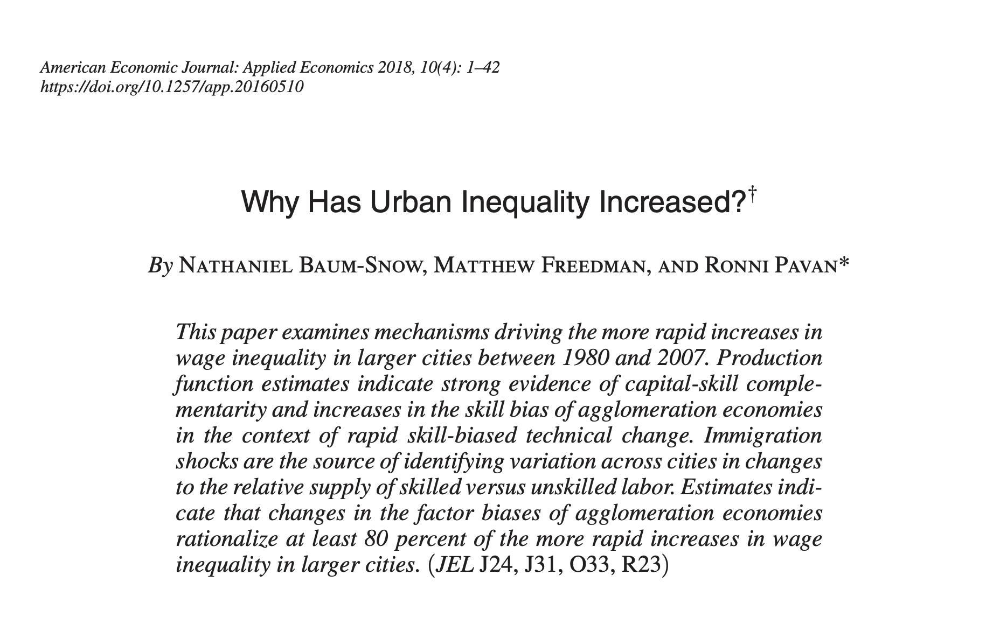 American Economic Journal: Applied Economics 2018, 10(4): 1–42
https://doi.org/10.1257/app.20160510
Why Has Urban Inequality Increased?†
By Nathaniel Baum-Snow, Matthew Freedman, and Ronni Pavan*
This paper examines mechanisms driving the more rapid increases in
wage inequality in larger cities between 1980 and 2007. Production
function estimates indicate strong evidence of capital-skill comple-
mentarity and increases in the skill bias of agglomeration economies
in the context of rapid skill-biased technical change. Immigration
shocks are the source of identifying variation across cities in changes
to the relative supply of skilled versus unskilled labor. Estimates indi-
cate that changes in the factor biases of agglomeration economies
rationalize at least 80 percent of the more rapid increases in wage
inequality in larger cities. (JEL J24, J31, O33, R23)